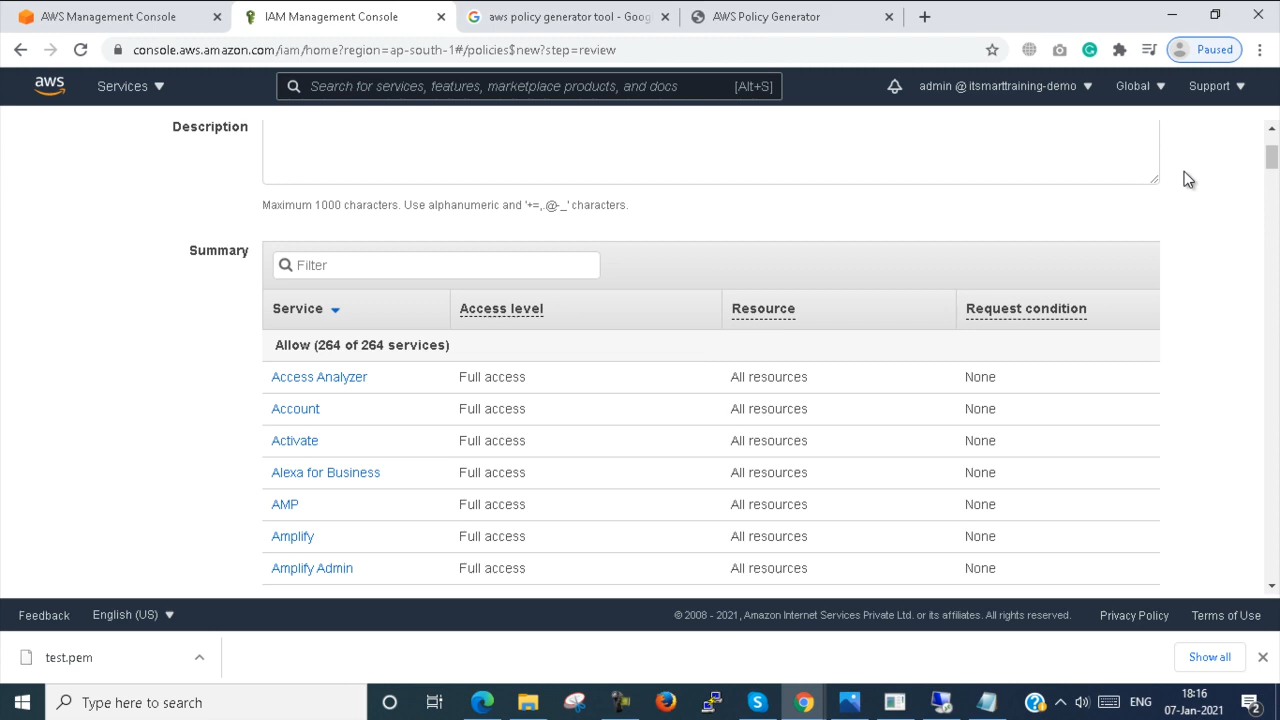 AWS Management Console
IAM Management Console
aws policy generator tool - Goog
AWS Policy Generator
console.aws.amazon.com/iam/home?region=ap-south-1#/policies$new?step=review
Paused
aws
Services
Search for services, features, marketplace products, and docs
[Alt+S]
admin @ itsmarttraining-demo
Global
Support
Description
Maximum 1000 characters. Use alphanumeric and '+=,.@-_' characters.
Summary
Filter
Service
Access level
Resource
Request condition
Allow (264 of 264 services)
Access Analyzer
Full access
All resources
None
Account
Full access
All resources
None
Activate
Full access
All resources
None
Alexa for Business
Full access
All resources
None
AMP
Full access
All resources
None
Amplify
Full access
All resources
None
Amplify Admin
Full access
All resources
None
Feedback
English (US)
© 2008 - 2021, Amazon Internet Services Private Ltd. or its affiliates. All rights reserved.
Privacy Policy
Terms of Use
test.pem
Show all
Type here to search
ENG
18:16
07-Jan-2021
2